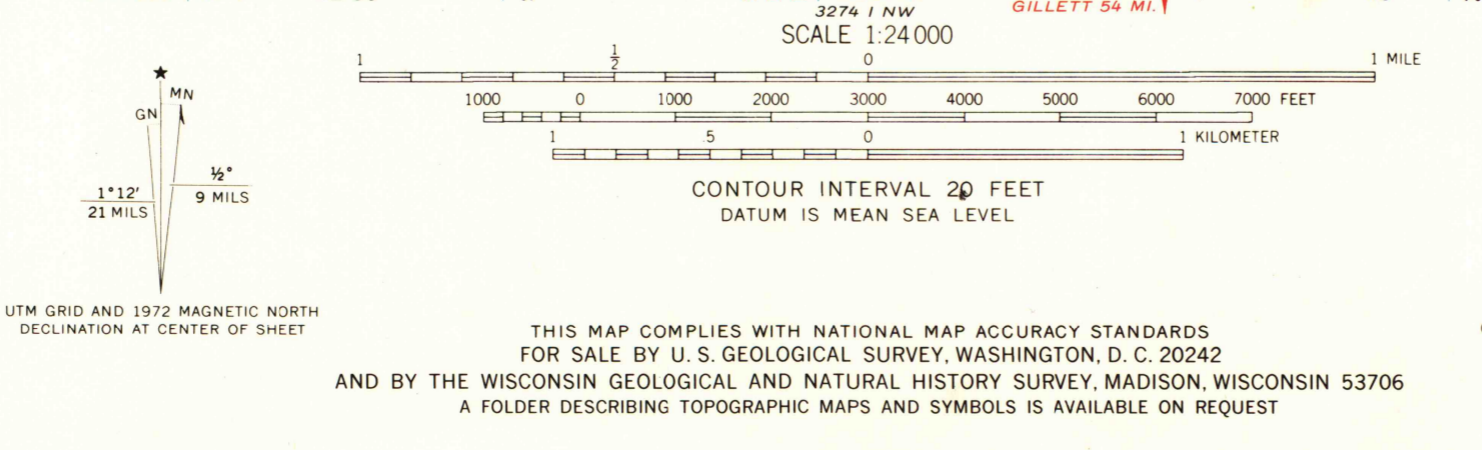 3274 I NW
GILLETT 54 MI.
SCALE 1:24 000
1 ½ 0 1 MILE
1000 0 1000 2000 3000 4000 5000 6000 7000 FEET
1 .5 0 1 KILOMETER
CONTOUR INTERVAL 20 FEET
DATUM IS MEAN SEA LEVEL
★
MN
GN
½°
9 MILS
1°12'
21 MILS
UTM GRID AND 1972 MAGNETIC NORTH
DECLINATION AT CENTER OF SHEET
THIS MAP COMPLIES WITH NATIONAL MAP ACCURACY STANDARDS
FOR SALE BY U. S. GEOLOGICAL SURVEY, WASHINGTON, D. C. 20242
AND BY THE WISCONSIN GEOLOGICAL AND NATURAL HISTORY SURVEY, MADISON, WISCONSIN 53706
A FOLDER DESCRIBING TOPOGRAPHIC MAPS AND SYMBOLS IS AVAILABLE ON REQUEST